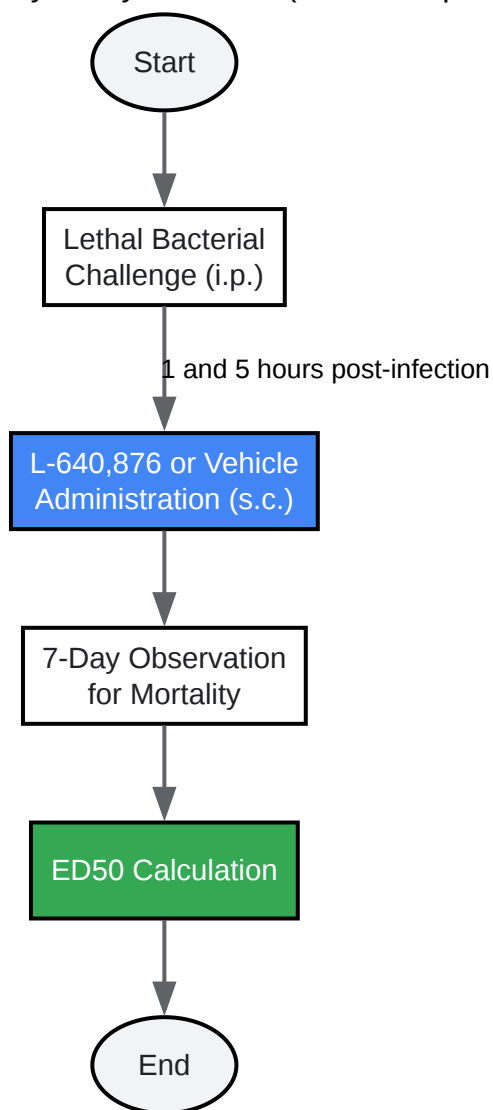 Start
Lethal Bacterial
Challenge (i.p.)
1 and 5 hours post-infection
L-640,876 or Vehicle
Administration (s.c.)
7-Day Observation
for Mortality
ED50 Calculation
End